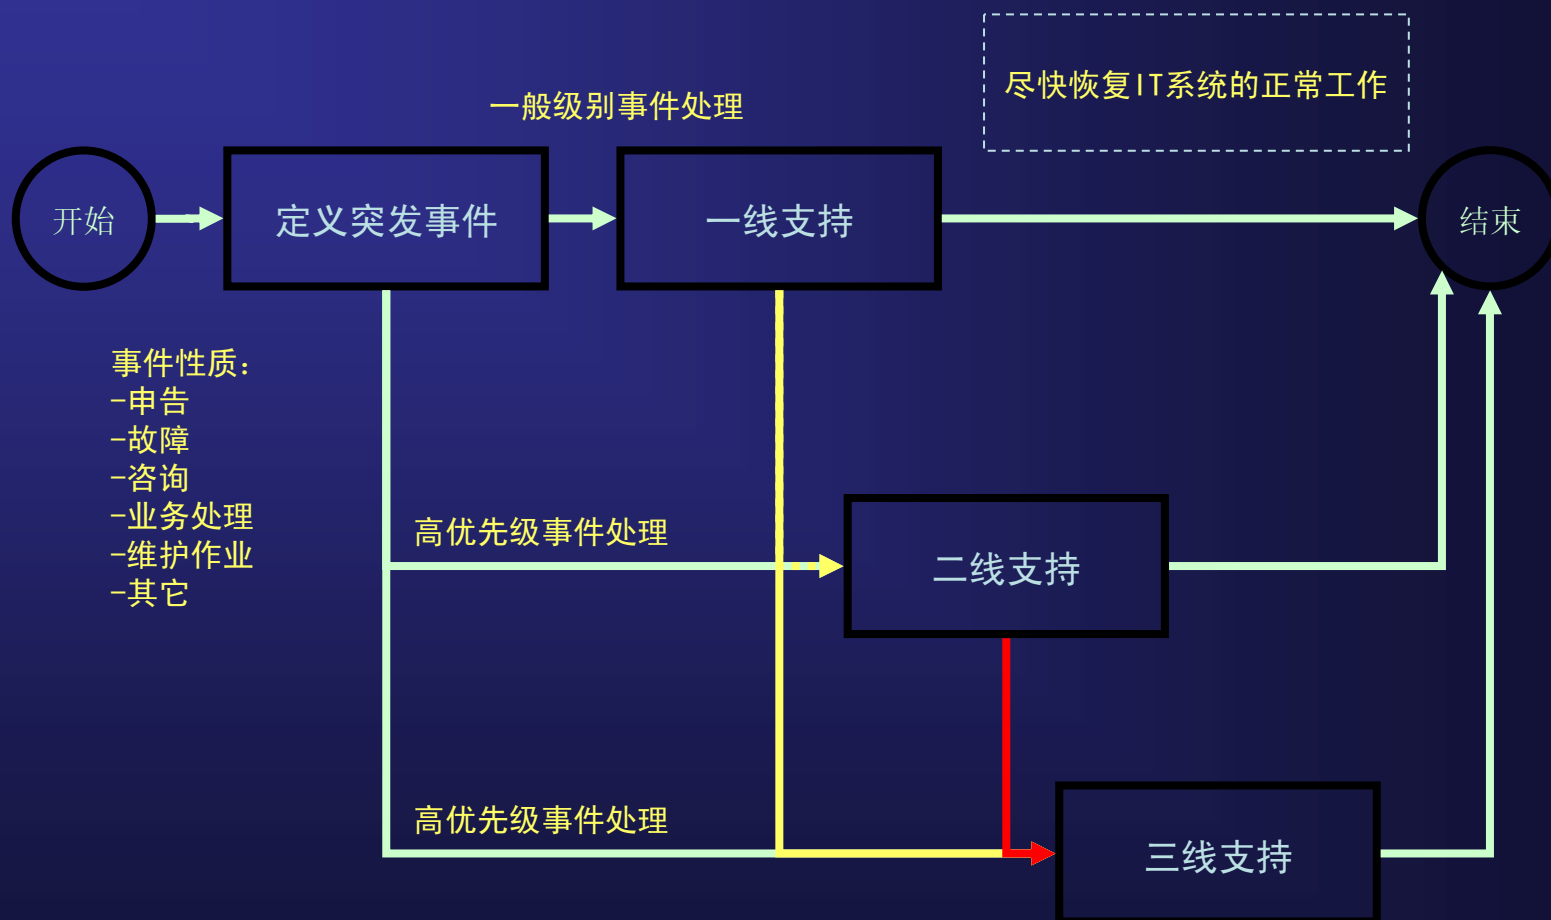 尽快恢复IT系统的正常工作
一般级别事件处理
开始
定义突发事件
一线支持
结束
事件性质：
-申告
-故障
-咨询
-业务处理
-维护作业
-其它
高优先级事件处理
二线支持
高优先级事件处理
三线支持